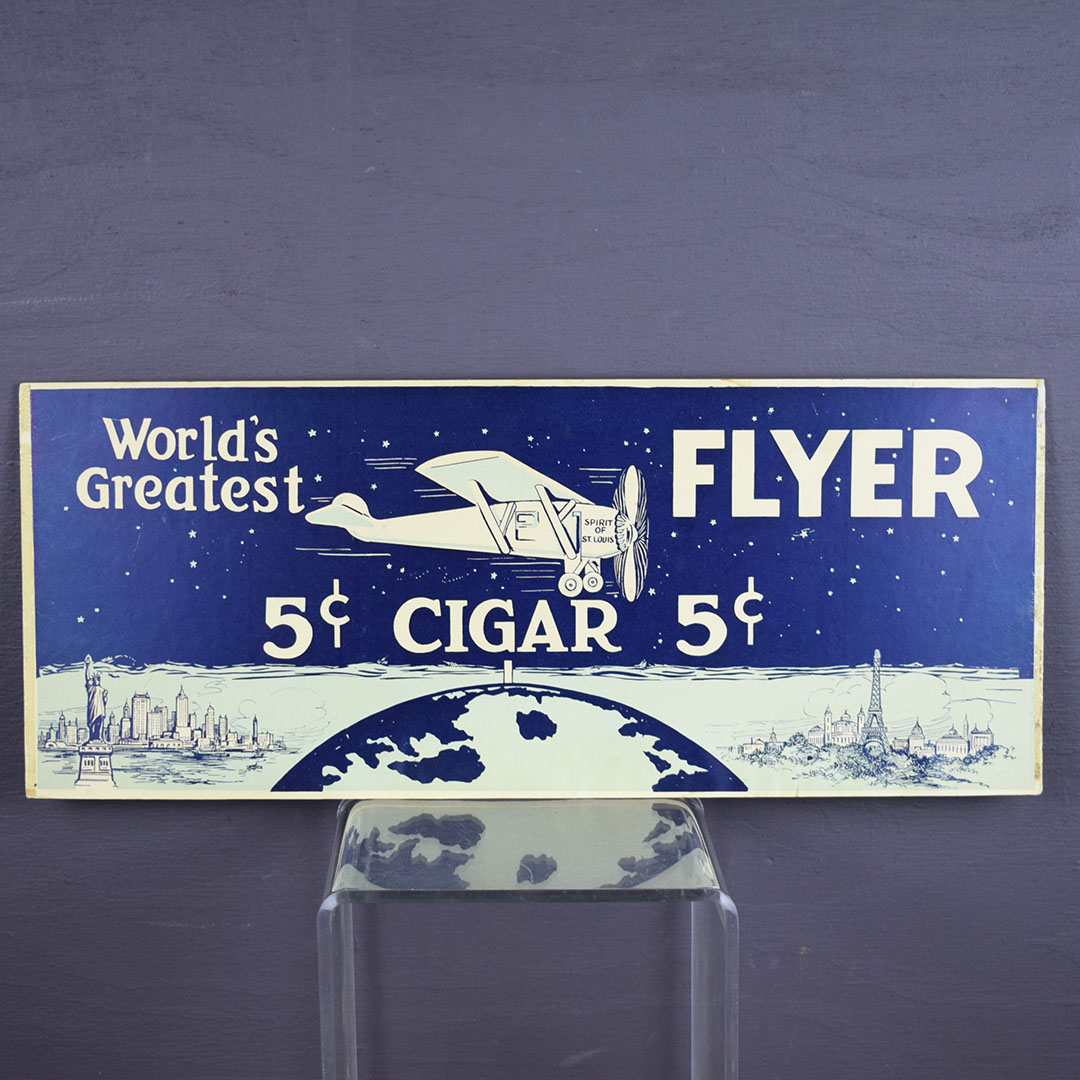 World's
Greatest
FLYER
SPIRIT
OF
ST. LOUIS
5¢ CIGAR 5¢